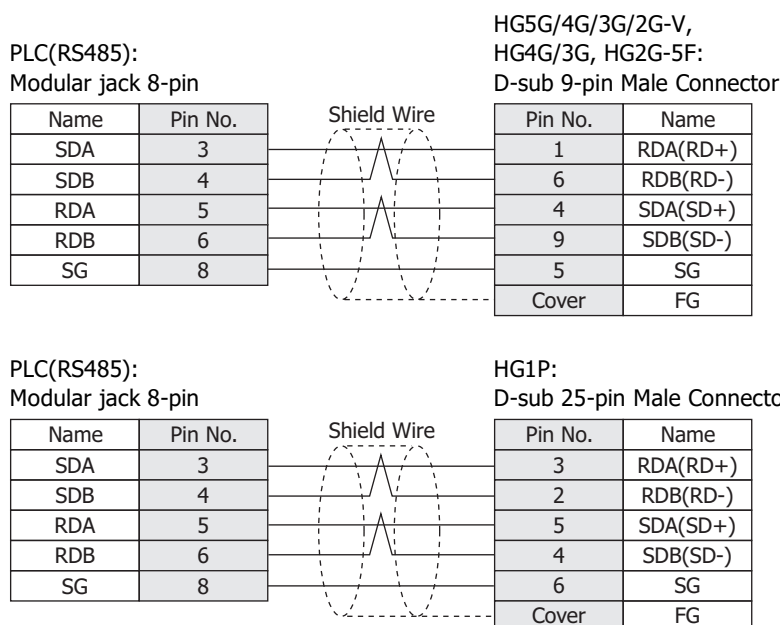 HG5G/4G/3G/2G-V,
PLC(RS485): HG4G/3G, HG2G-5F:
Modular jack 8-pin D-sub 9-pin Male Connector
Name Pin No. Shield Wire Pin No. Name
SDA 3 1 RDA(RD+)
SDB 4 6 RDB(RD-)
RDA 5 4 SDA(SD+)
RDB 6 9 SDB(SD-)
SG 8 5 SG
Cover FG
PLC(RS485): HG1P:
Modular jack 8-pin D-sub 25-pin Male Connecto
Name Pin No. Shield Wire Pin No. Name
SDA 3 3 RDA(RD+)
SDB 4 2 RDB(RD-)
RDA 5 5 SDA(SD+)
RDB 6 4 SDB(SD-)
SG 8 6 SG
Cover FG